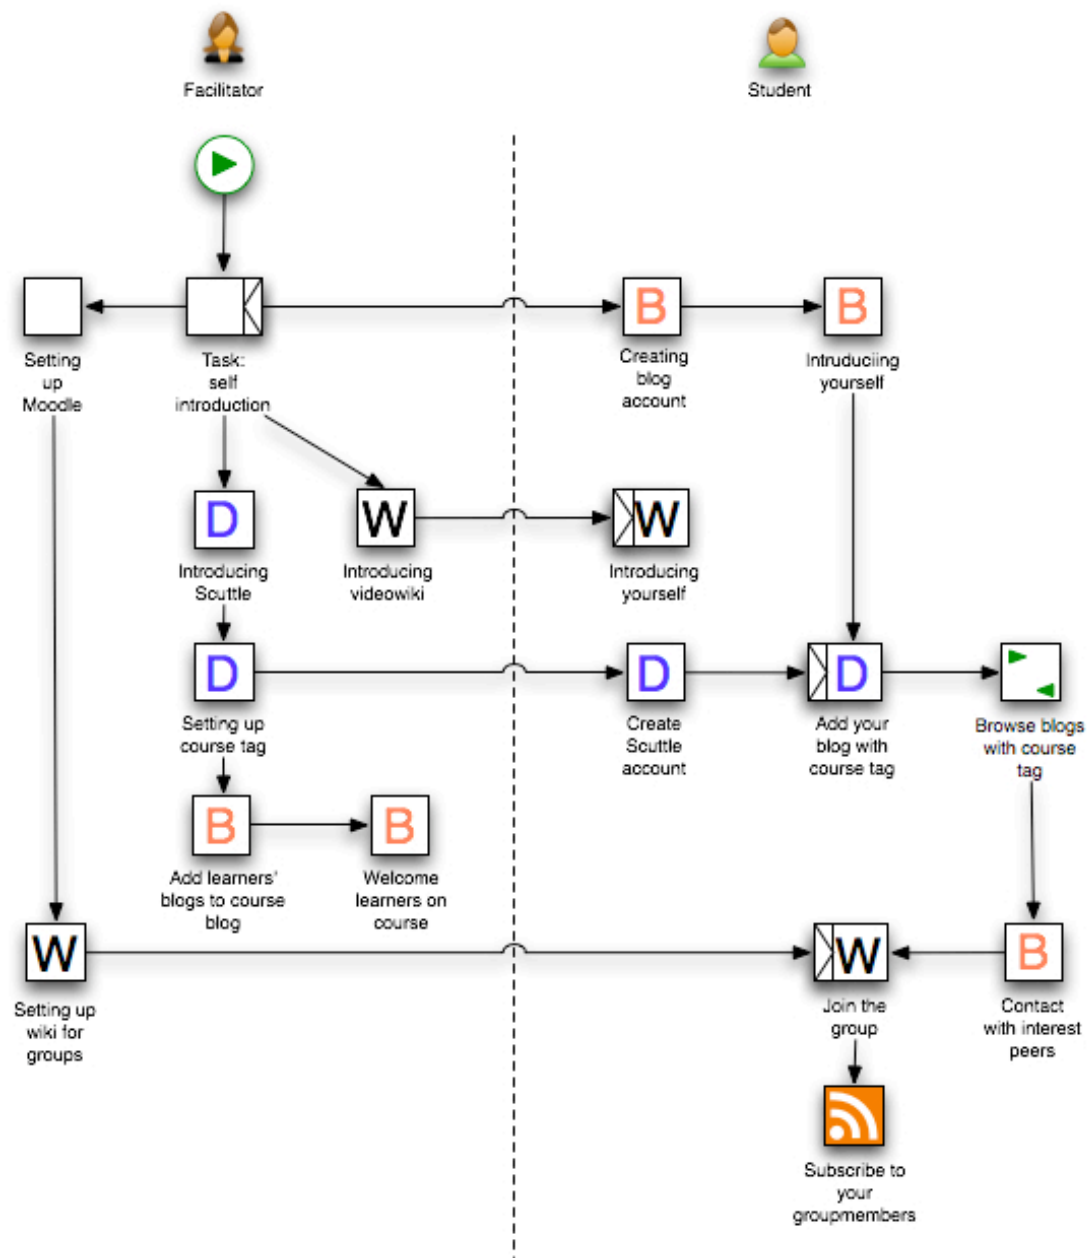 Facilitator
Student
B
B
Setting
up
Moodle
Task:
self
introduction
Creating
blog
account
Intruduciing
yourself
D
W
W
Introducing
Scuttle
Introducing
videowiki
Introducing
yourself
D
D
D
Setting up
course tag
Create
Scuttle
account
Add your
blog with
course tag
Browse blogs
with course
tag
B
B
Add learners'
blogs to course
blog
Welcome
learners on
course
W
W
B
Setting up
wiki for
groups
Join the
group
Contact
with interest
peers
Subscribe to
your
groupmembers